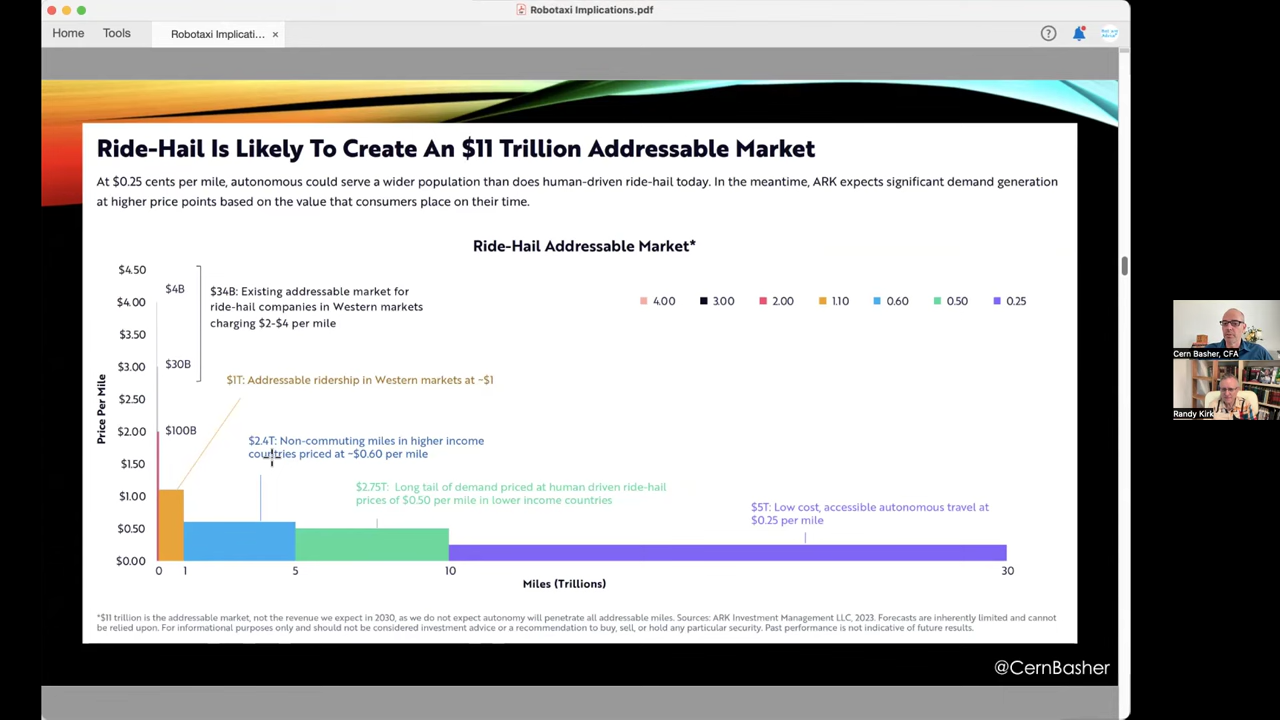 Robotaxi Implications.pdf
Home
Tools
Robotaxi Implicati...
Ride-Hail Is Likely To Create An $11 Trillion Addressable Market
At $0.25 cents per mile, autonomous could serve a wider population than does human-driven ride-hail today. In the meantime, ARK expects significant demand generation
at higher price points based on the value that consumers place on their time.
Ride-Hail Addressable Market*
4.00
3.00
2.00
1.10
0.60
0.50
0.25
Price Per Mile
$4.50
$4.00
$3.50
$3.00
$2.50
$2.00
$1.50
$1.00
$0.50
$0.00
$4B
$30B
$100B
$34B: Existing addressable market for
ride-hail companies in Western markets
charging $2-$4 per mile
$1T: Addressable ridership in Western markets at ~$1
$2.4T: Non-commuting miles in higher income
countries priced at ~$0.60 per mile
$2.75T: Long tail of demand priced at human driven ride-hail
prices of $0.50 per mile in lower income countries
$5T: Low cost, accessible autonomous travel at
$0.25 per mile
0
1
5
10
30
Miles (Trillions)
*$11 trillion is the addressable market, not the revenue we expect in 2030, as we do not expect autonomy will penetrate all addressable miles. Sources: ARK Investment Management LLC, 2023. Forecasts are inherently limited and cannot
be relied upon. For informational purposes only and should not be considered investment advice or a recommendation to buy, sell, or hold any particular security. Past performance is not indicative of future results.
@CernBasher
Cern Basher, CFA
Randy Kirk